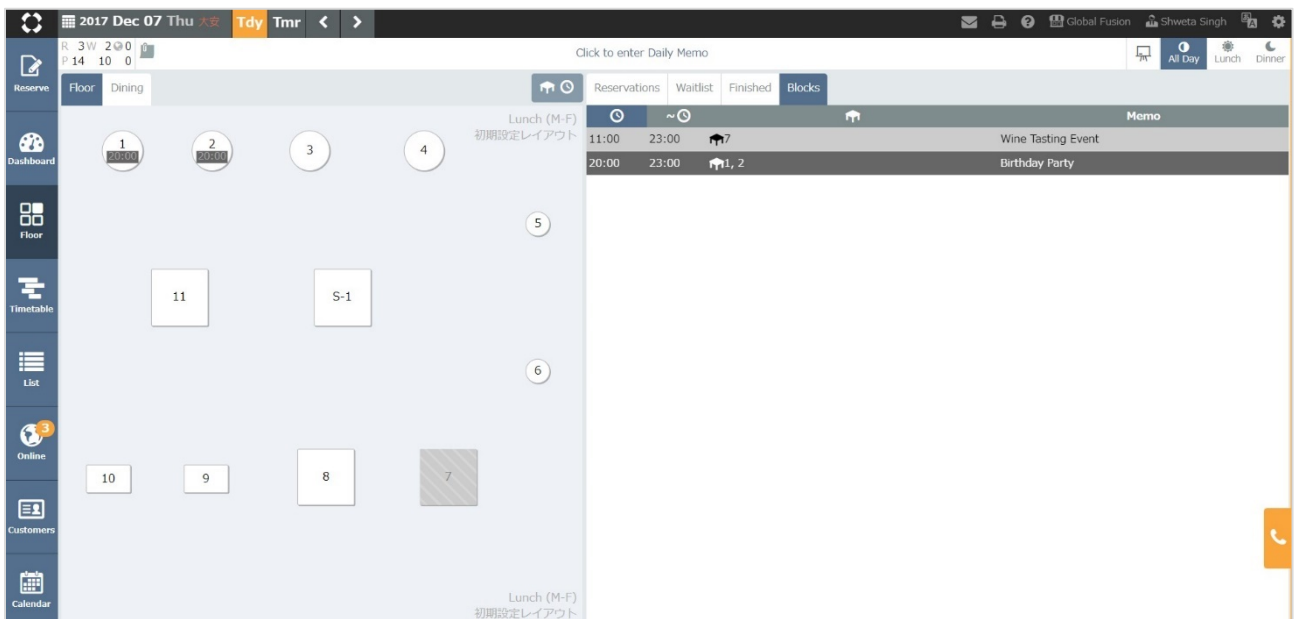 2017 Dec 07 Thu 大安 Tdy Tmr Global Fusion Shweta Singh
R 3 W 2 0
P 14 10 0
0
Click to enter Daily Memo
All Day Lunch Dinner
Reserve
Dashboard
Floor
Timetable
List
3
Online
Customers
Calendar
Floor Dining
Lunch (M-F)
初期設定レイアウト
1
20:00
2
20:00
3
4
5
11
S-1
6
10
9
8
7
Lunch (M-F)
初期設定レイアウト
Reservations Waitlist Finished Blocks
~ Memo
11:00 23:00 7 Wine Tasting Event
20:00 23:00 1, 2 Birthday Party